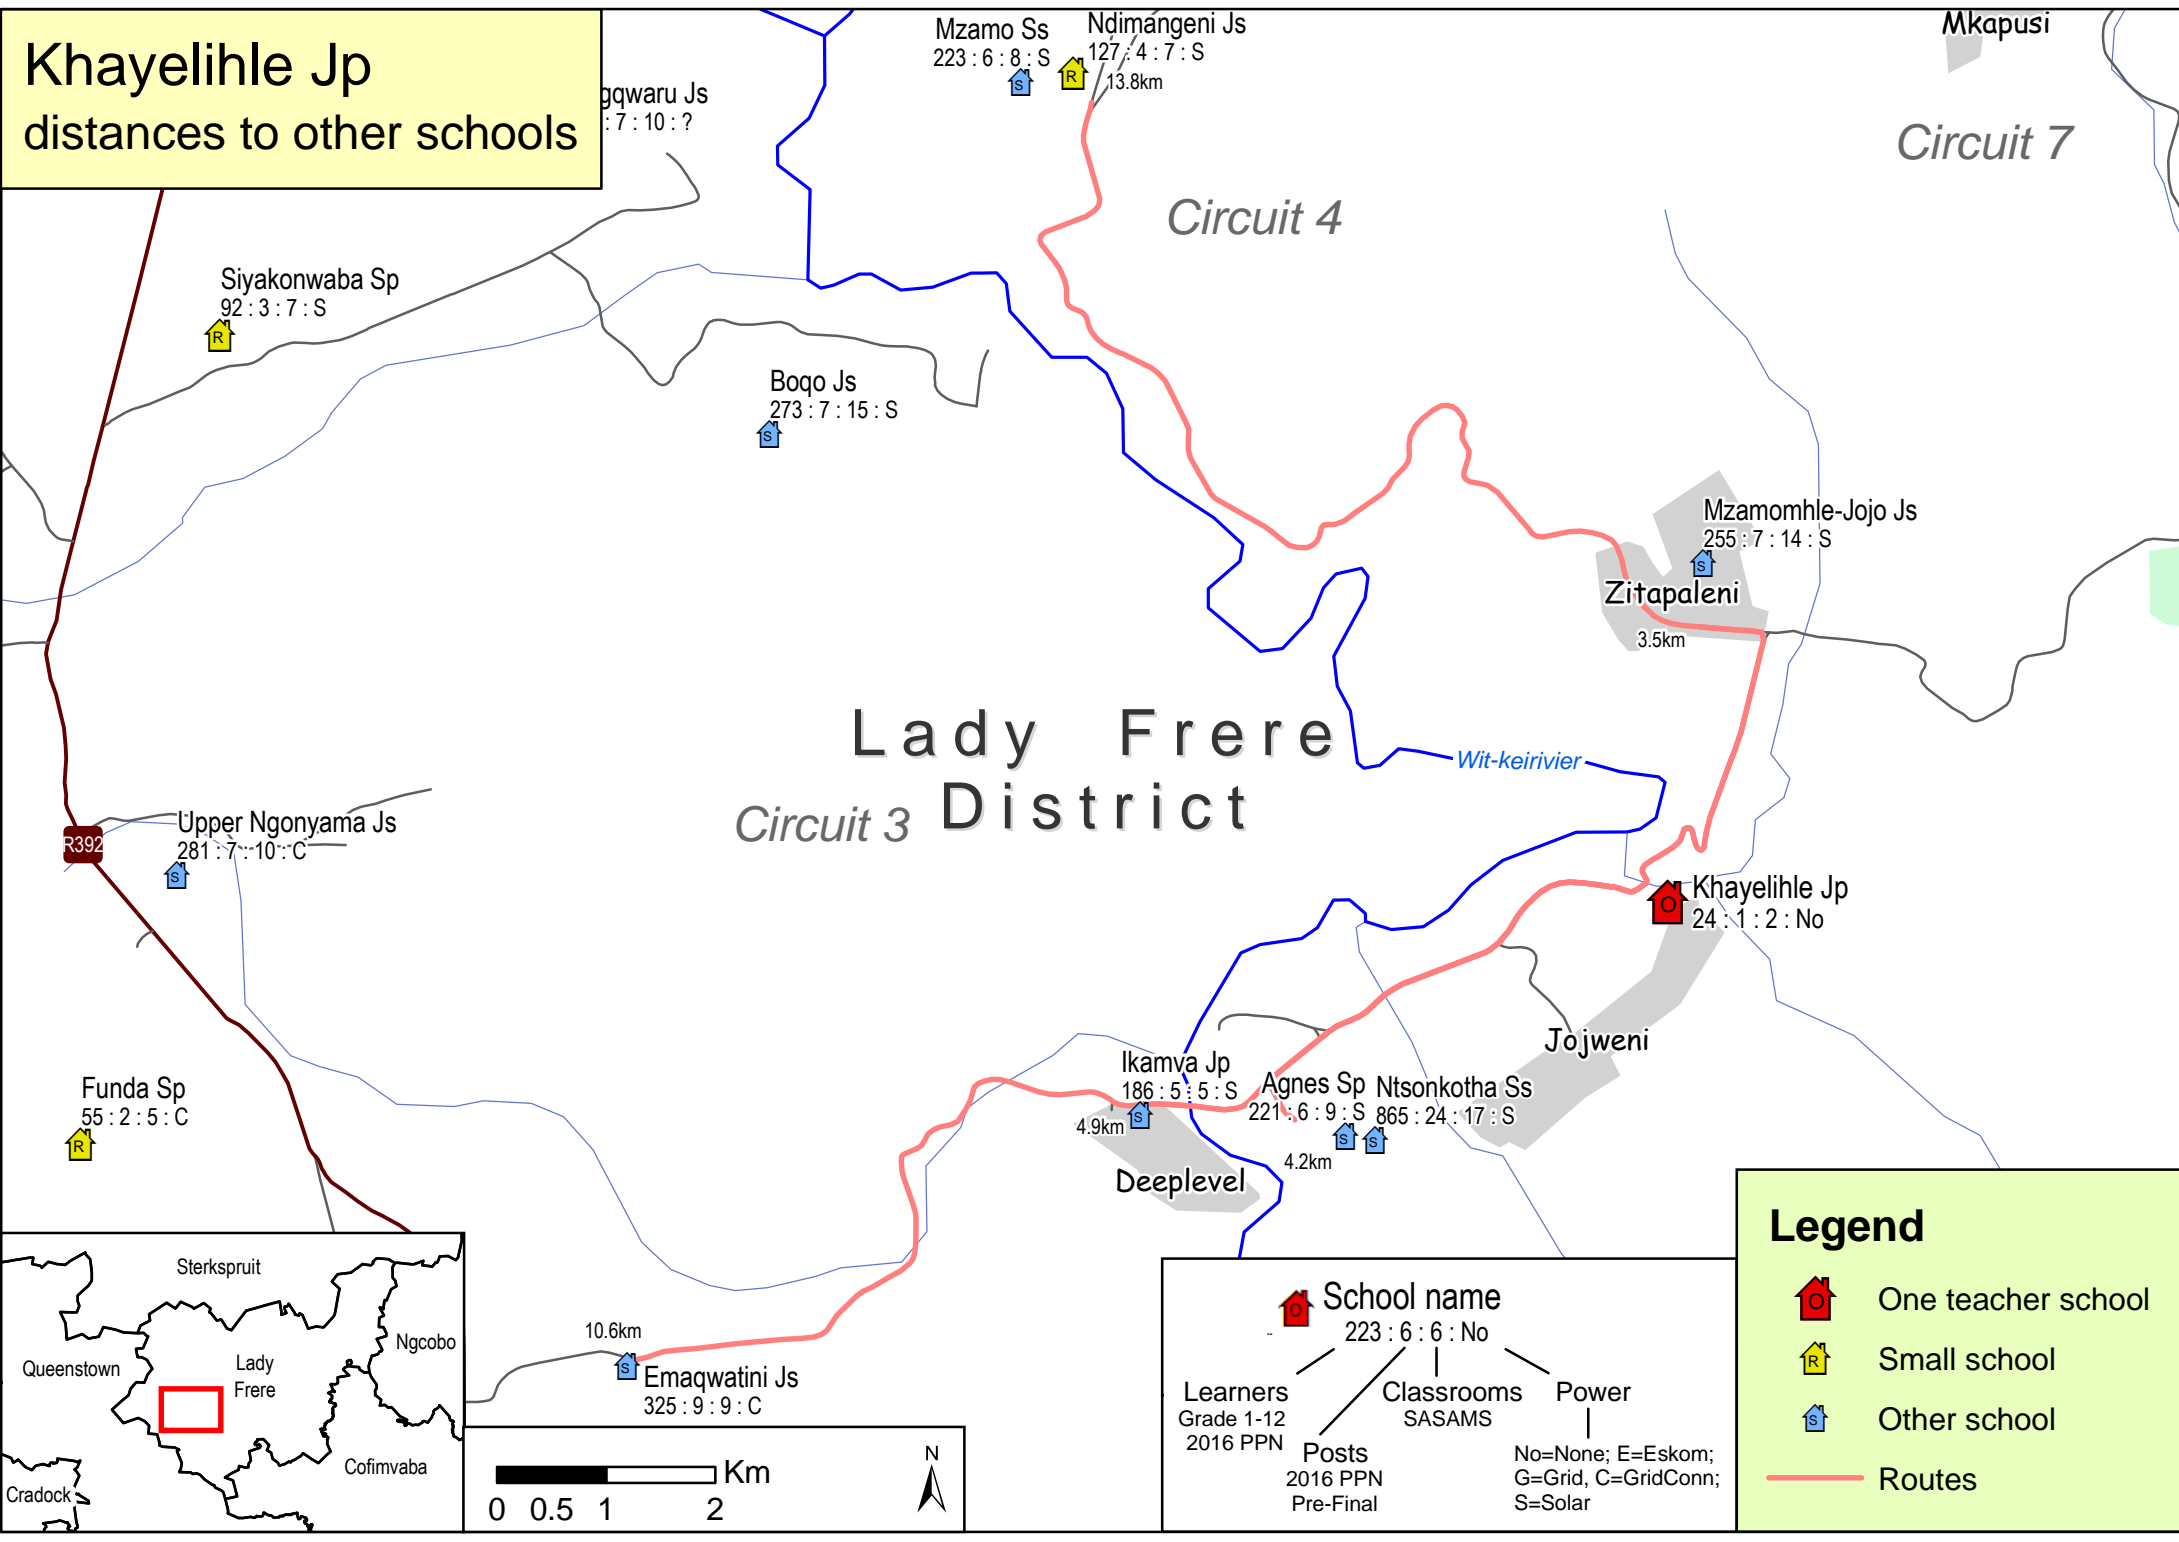 Khayelihle Jp
distances to other schools
gqwaru Js
: 7 : 10 : ?
Mzamo Ss
223 : 6 : 8 : S
Ndimangeni Js
127 : 4 : 7 : S
13.8km
Mkapusi
Circuit 7
Circuit 4
Siyakonwaba Sp
92 : 3 : 7 : S
R
Boqo Js
273 : 7 : 15 : S
S
Mzamomhle-Jojo Js
255 : 7 : 14 : S
S
Zitapaleni
3.5km
Lady Frere
District
Circuit 3
Wit-keirivier
Upper Ngonyama Js
281 : 7 : 10 : C
R392
S
Khayelihle Jp
24 : 1 : 2 : No
O
Jojweni
Ikamva Jp
186 : 5 : 5 : S
S
4.9km
Deeplevel
Agnes Sp
221 : 6 : 9 : S
S
4.2km
Ntsonkotha Ss
865 : 24 : 17 : S
S
Funda Sp
55 : 2 : 5 : C
R
10.6km
S
Emaqwatini Js
325 : 9 : 9 : C
Sterkspruit
Queenstown
Lady
Frere
Ngcobo
Cofimvaba
Cradock
Km
0 0.5 1 2
N
O
School name
223 : 6 : 6 : No
Learners
Grade 1-12
2016 PPN
Posts
2016 PPN
Pre-Final
Classrooms
SASAMS
Power
No=None; E=Eskom;
G=Grid, C=GridConn;
S=Solar
Legend
O One teacher school
R Small school
S Other school
Routes